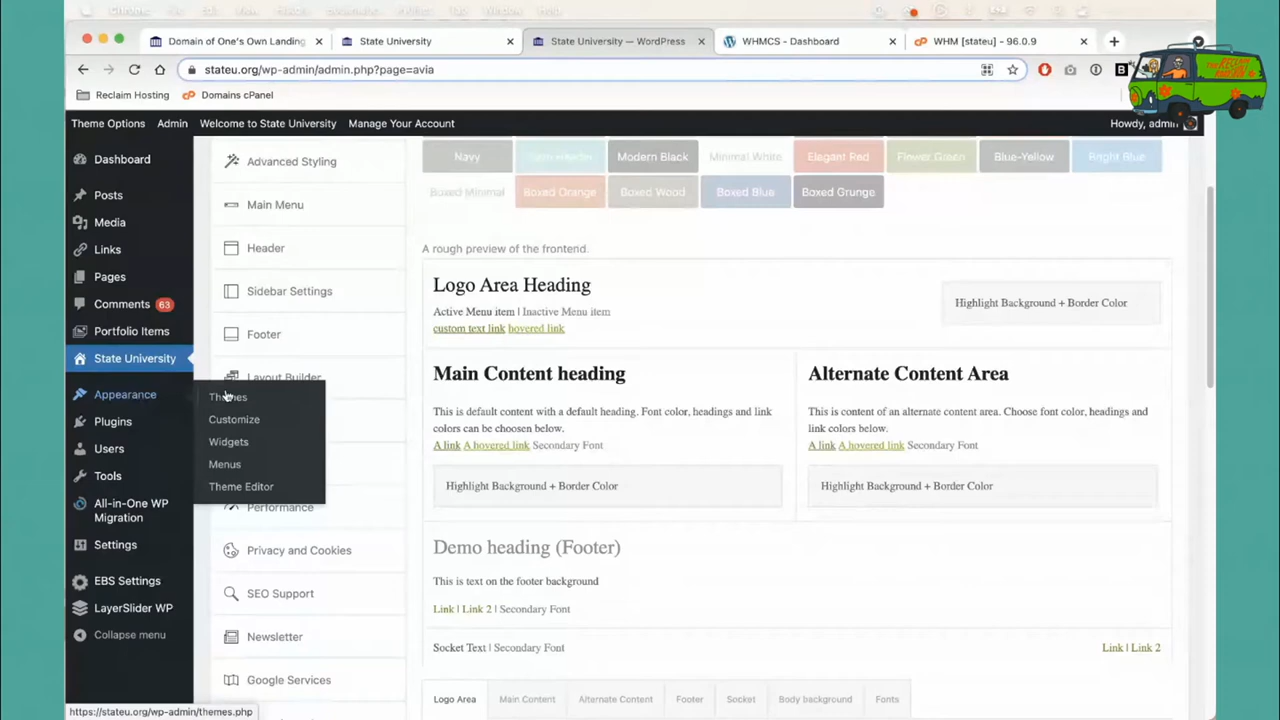 Chrome File Edit View History Bookmarks Profiles Tab Window Help
Domain of One's Own Landing
State University
State University — WordPress
WHMCS - Dashboard
WHM [stateu] - 96.0.9
stateu.org/wp-admin/admin.php?page=avia
Reclaim Hosting
Domains cPanel
Theme Options
Admin
Welcome to State University
Manage Your Account
Howdy, admin
Dashboard
Posts
Media
Links
Pages
Comments 63
Portfolio Items
State University
Appearance
Plugins
Users
Tools
All-in-One WP
Migration
Settings
EBS Settings
LayerSlider WP
Collapse menu
Themes
Customize
Widgets
Menus
Theme Editor
Advanced Styling
Main Menu
Header
Sidebar Settings
Footer
Layout Builder
Performance
Privacy and Cookies
SEO Support
Newsletter
Google Services
Navy
Modern Black
Minimal White
Elegant Red
Flower Green
Blue-Yellow
Bright Blue
Boxed Minimal
Boxed Orange
Boxed Wood
Boxed Blue
Boxed Grunge
A rough preview of the frontend.
Logo Area Heading
Active Menu item | Inactive Menu item
custom text link hovered link
Highlight Background + Border Color
Main Content heading
This is default content with a default heading. Font color, headings and link
colors can be choosen below.
A link A hovered link Secondary Font
Highlight Background + Border Color
Alternate Content Area
This is content of an alternate content area. Choose font color, headings and
link colors below.
A link A hovered link Secondary Font
Highlight Background + Border Color
Demo heading (Footer)
This is text on the footer background
Link | Link 2 | Secondary Font
Socket Text | Secondary Font
Link | Link 2
Logo Area
Main Content
Alternate Content
Footer
Socket
Body background
Fonts
https://stateu.org/wp-admin/themes.php